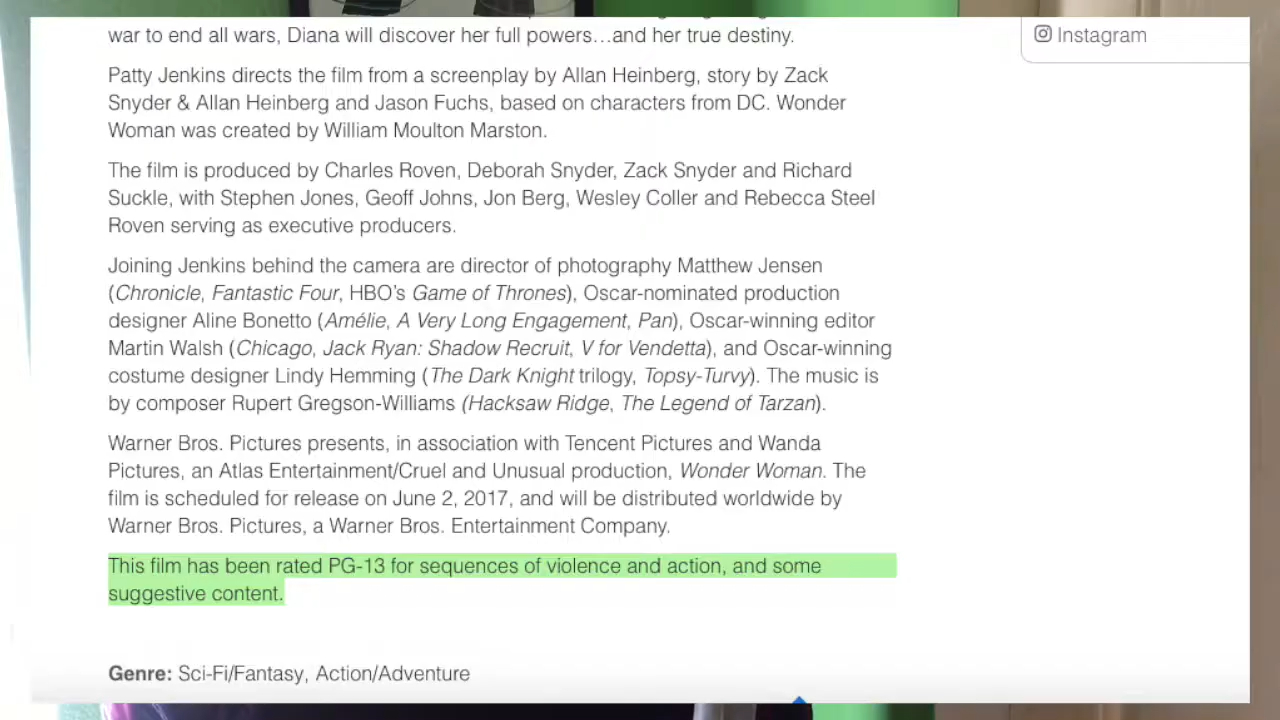 war to end all wars, Diana will discover her full powers…and her true destiny.
Instagram
Patty Jenkins directs the film from a screenplay by Allan Heinberg, story by Zack
Snyder & Allan Heinberg and Jason Fuchs, based on characters from DC. Wonder
Woman was created by William Moulton Marston.
The film is produced by Charles Roven, Deborah Snyder, Zack Snyder and Richard
Suckle, with Stephen Jones, Geoff Johns, Jon Berg, Wesley Coller and Rebecca Steel
Roven serving as executive producers.
Joining Jenkins behind the camera are director of photography Matthew Jensen
(Chronicle, Fantastic Four, HBO’s Game of Thrones), Oscar-nominated production
designer Aline Bonetto (Amélie, A Very Long Engagement, Pan), Oscar-winning editor
Martin Walsh (Chicago, Jack Ryan: Shadow Recruit, V for Vendetta), and Oscar-winning
costume designer Lindy Hemming (The Dark Knight trilogy, Topsy-Turvy). The music is
by composer Rupert Gregson-Williams (Hacksaw Ridge, The Legend of Tarzan).
Warner Bros. Pictures presents, in association with Tencent Pictures and Wanda
Pictures, an Atlas Entertainment/Cruel and Unusual production, Wonder Woman. The
film is scheduled for release on June 2, 2017, and will be distributed worldwide by
Warner Bros. Pictures, a Warner Bros. Entertainment Company.
This film has been rated PG-13 for sequences of violence and action, and some
suggestive content.
Genre: Sci-Fi/Fantasy, Action/Adventure